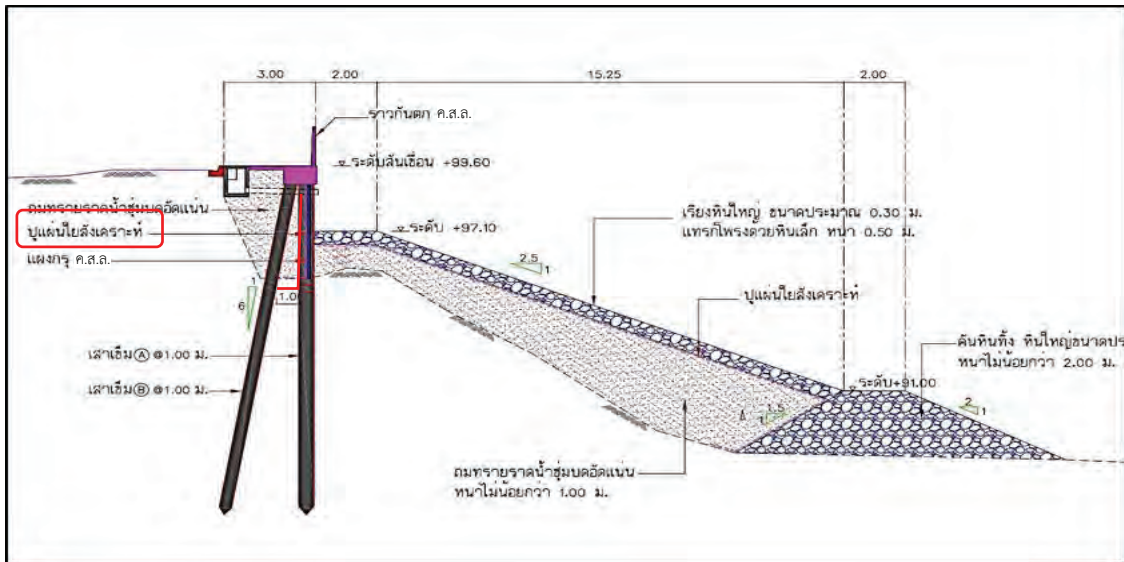 3.00
2.00
15.25
2.00
ราวกันตก ค.ส.ล.
ระดับสันเขื่อน +99.60
ถมทรายราดน้ำชุ่มบดอัดแน่น
ปูแผ่นใยสังเคราะห์
แผงกรุ ค.ส.ล.
ระดับ +97.10
เรียงหินใหญ่ ขนาดประมาณ 0.30 ม.
แทรกโพรงด้วยหินเล็ก หนา 0.50 ม.
2.5
1
ปูแผ่นใยสังเคราะห์
1
6
เสาเข็ม A @1.00 ม.
เสาเข็ม B @1.00 ม.
คันหินทิ้ง หินใหญ่ขนาดประ
หนาไม่น้อยกว่า 2.00 ม.
ระดับ+91.00
1.5
1
2
1
ถมทรายราดน้ำชุ่มบดอัดแน่น
หนาไม่น้อยกว่า 1.00 ม.